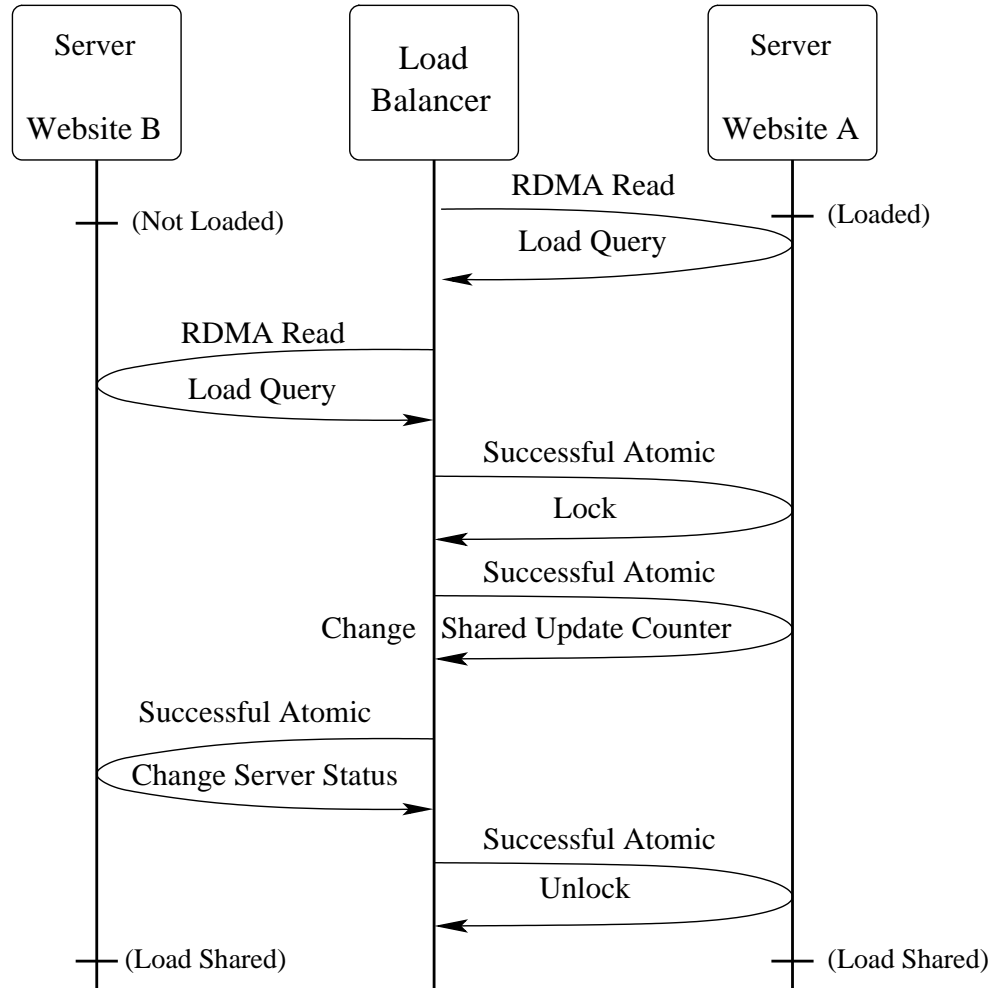 Server
Website B
Load
Balancer
Server
Website A
RDMA Read
(Not Loaded)
(Loaded)
Load Query
RDMA Read
Load Query
Successful Atomic
Lock
Successful Atomic
Change Shared Update Counter
Successful Atomic
Change Server Status
Successful Atomic
Unlock
(Load Shared)
(Load Shared)